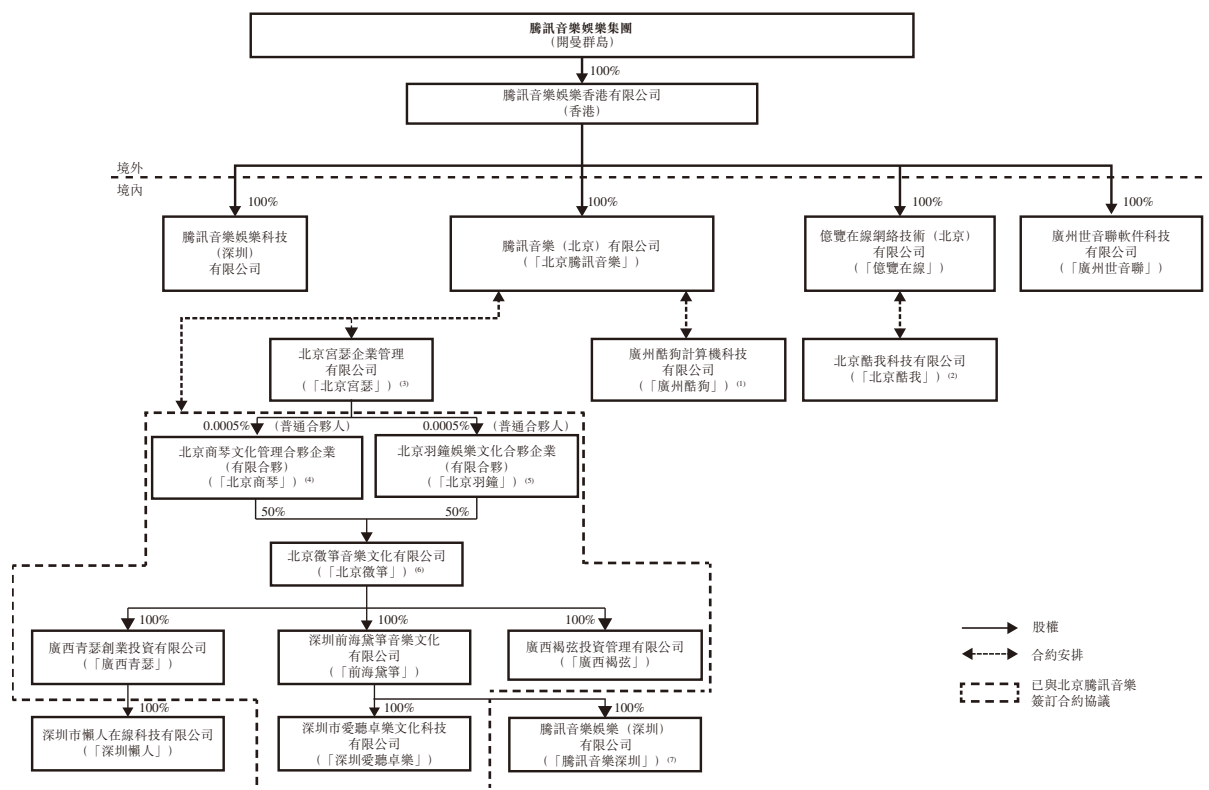 騰訊音樂娛樂集團
(開曼群島)
100%
騰訊音樂娛樂香港有限公司
(香港)
境外
境內
100%
100%
100%
100%
騰訊音樂娛樂科技
(深圳)
有限公司
騰訊音樂（北京）有限公司
(「北京騰訊音樂」)
億覽在線網絡技術（北京）
有限公司
(「億覽在線」)
廣州世音聯軟件科技
有限公司
(「廣州世音聯」)
北京宮瑟企業管理
有限公司
(「北京宮瑟」) (3)
廣州酷狗計算機科技
有限公司
(「廣州酷狗」) (1)
北京酷我科技有限公司
(「北京酷我」) (2)
0.0005% (普通合夥人)
0.0005% (普通合夥人)
北京商琴文化管理合夥企業
(有限合夥)
(「北京商琴」) (4)
北京羽鐘娛樂文化合夥企業
(有限合夥)
(「北京羽鐘」) (5)
50%
50%
北京徵箏音樂文化有限公司
(「北京徵箏」) (6)
100%
100%
100%
廣西青瑟創業投資有限公司
(「廣西青瑟」)
深圳前海黛箏音樂文化
有限公司
(「前海黛箏」)
廣西褐弦投資管理有限公司
(「廣西褐弦」)
100%
100%
100%
深圳市懶人在線科技有限公司
(「深圳懶人」)
深圳市愛聽卓樂文化科技
有限公司
(「深圳愛聽卓樂」)
騰訊音樂娛樂（深圳）
有限公司
(「騰訊音樂深圳」) (7)
股權
合約安排
已與北京騰訊音樂
簽訂合約協議